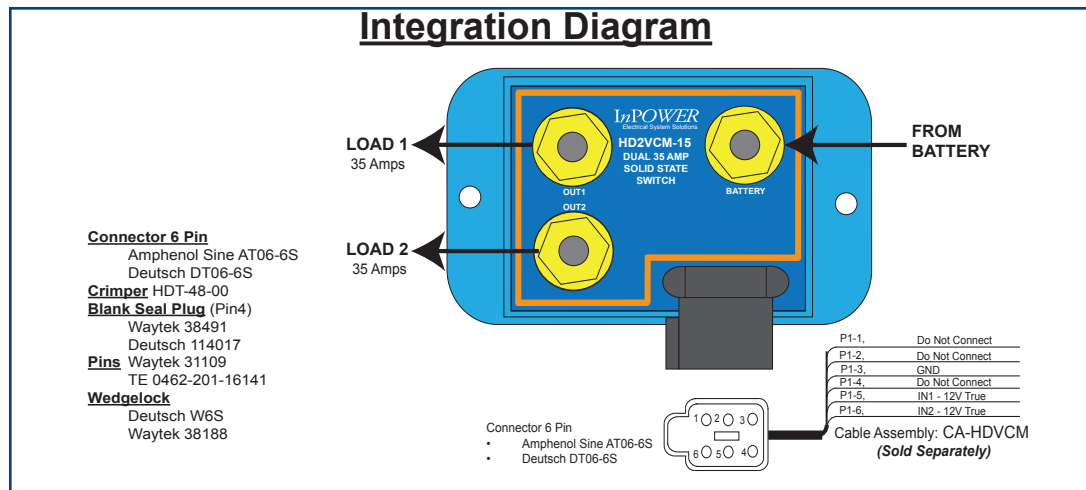 Integration Diagram
LOAD 1
35 Amps
LOAD 2
35 Amps
InPOWER
Electrical System Solutions
HD2VCM-15
DUAL 35 AMP
SOLID STATE
SWITCH
OUT1
OUT2
BATTERY
FROM
BATTERY
Connector 6 Pin
Amphenol Sine AT06-6S
Deutsch DT06-6S
Crimper HDT-48-00
Blank Seal Plug (Pin4)
Waytek 38491
Deutsch 114017
Pins Waytek 31109
TE 0462-201-16141
Wedgelock
Deutsch W6S
Waytek 38188
P1-1, Do Not Connect
P1-2, Do Not Connect
P1-3, GND
P1-4, Do Not Connect
P1-5, IN1 - 12V True
P1-6, IN2 - 12V True
1 2 3
6 5 4
Connector 6 Pin
• Amphenol Sine AT06-6S
• Deutsch DT06-6S
Cable Assembly: CA-HDVCM
(Sold Separately)